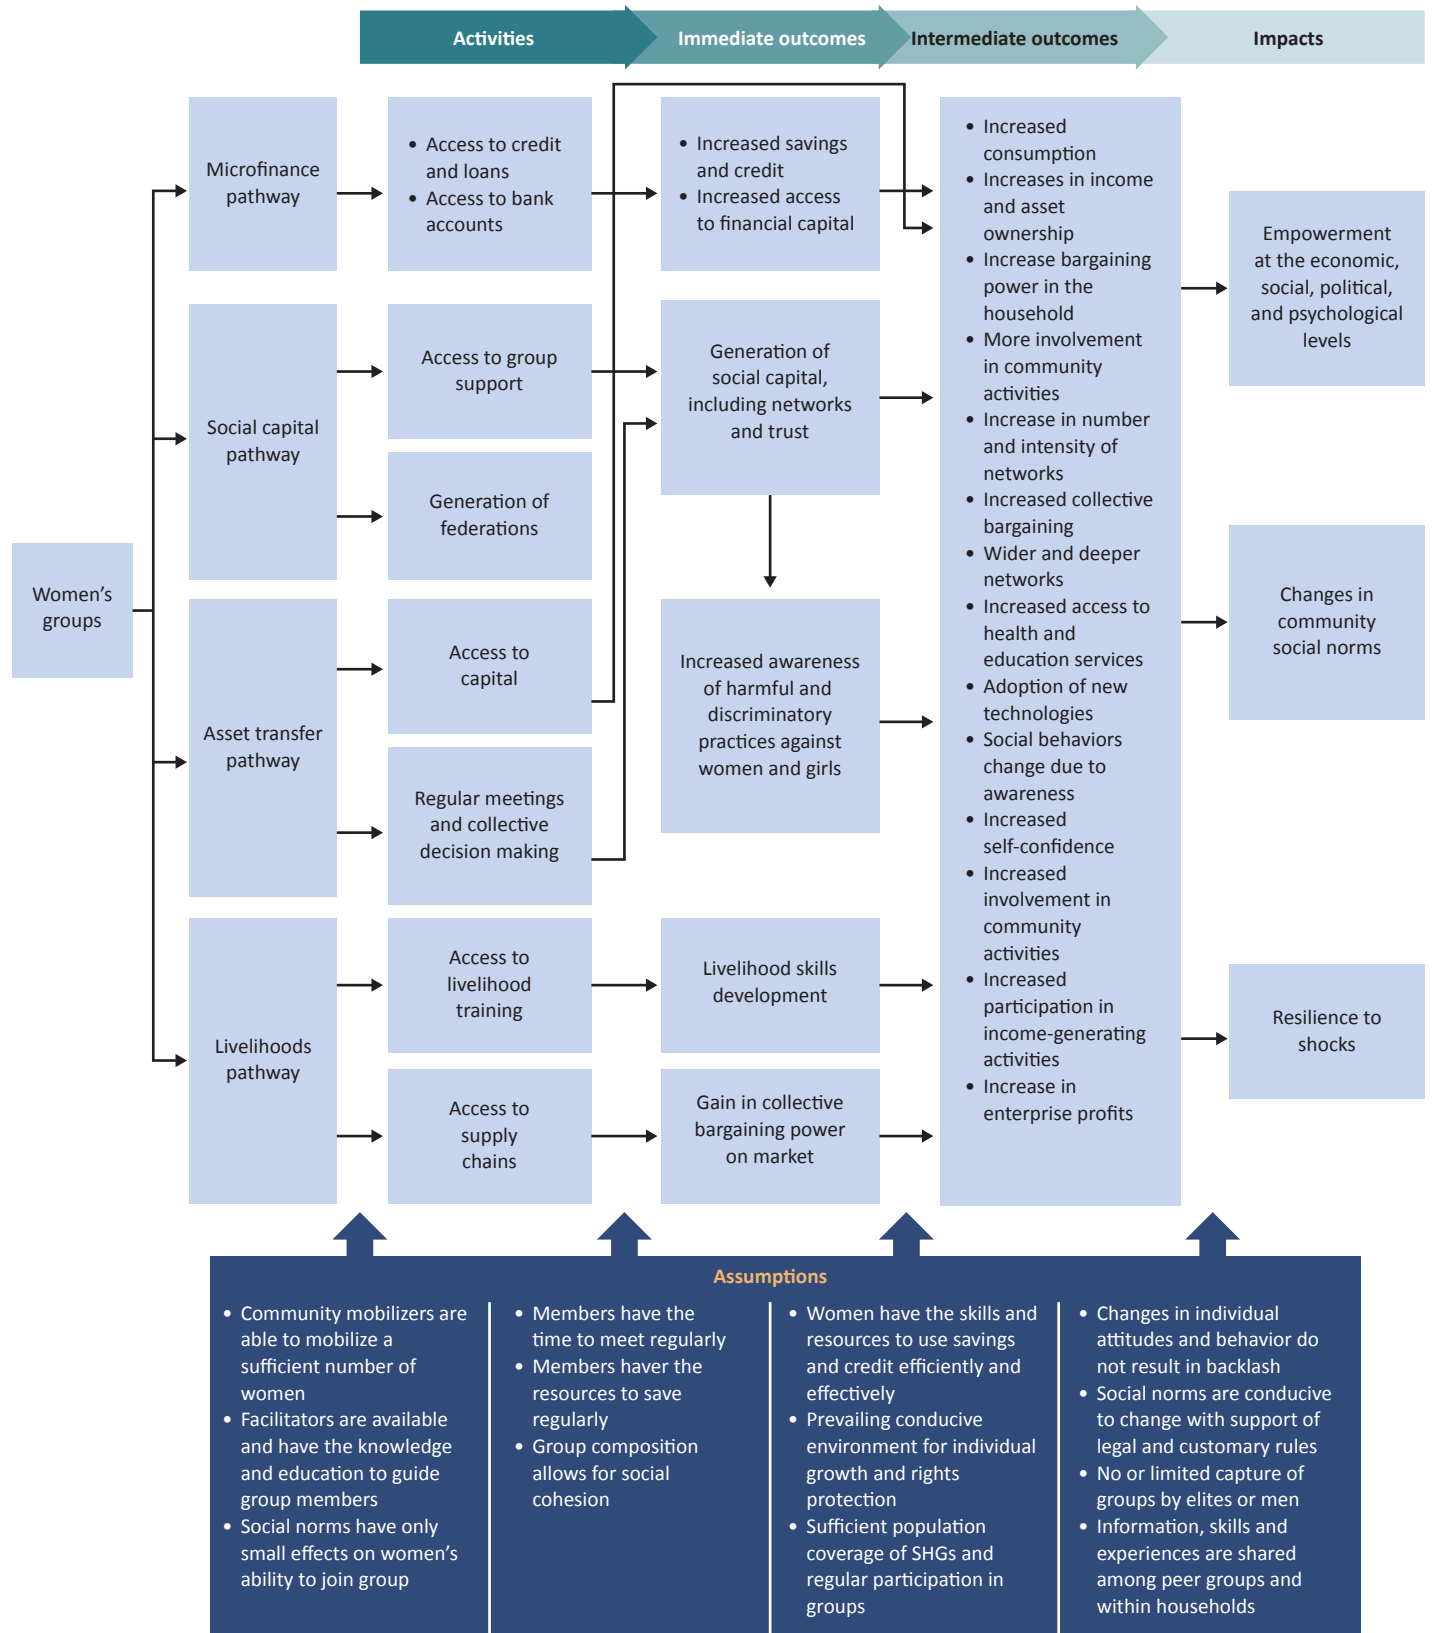 Activities
Immediate outcomes
Intermediate outcomes
Impacts
Women's
groups
Microfinance
pathway
Social capital
pathway
Asset transfer
pathway
Livelihoods
pathway
• Access to credit
and loans
• Access to bank
accounts
Access to group
support
Generation of
federations
Access to
capital
Regular meetings
and collective
decision making
Access to
livelihood
training
Access to
supply
chains
• Increased savings
and credit
• Increased access
to financial capital
Generation of
social capital,
including networks
and trust
Increased awareness
of harmful and
discriminatory
practices against
women and girls
Livelihood skills
development
Gain in collective
bargaining power
on market
• Increased
consumption
• Increases in income
and asset
ownership
• Increase bargaining
power in the
household
• More involvement
in community
activities
• Increase in number
and intensity of
networks
• Increased collective
bargaining
• Wider and deeper
networks
• Increased access to
health and
education services
• Adoption of new
technologies
• Social behaviors
change due to
awareness
• Increased
self-confidence
• Increased
involvement in
community
activities
• Increased
participation in
income-generating
activities
• Increase in
enterprise profits
Empowerment
at the economic,
social, political,
and psychological
levels
Changes in
community
social norms
Resilience to
shocks
Assumptions
• Community mobilizers are
able to mobilize a
sufficient number of
women
• Facilitators are available
and have the knowledge
and education to guide
group members
• Social norms have only
small effects on women's
ability to join group
• Members have the
time to meet regularly
• Members haver the
resources to save
regularly
• Group composition
allows for social
cohesion
• Women have the skills and
resources to use savings
and credit efficiently and
effectively
• Prevailing conducive
environment for individual
growth and rights
protection
• Sufficient population
coverage of SHGs and
regular participation in
groups
• Changes in individual
attitudes and behavior do
not result in backlash
• Social norms are conducive
to change with support of
legal and customary rules
• No or limited capture of
groups by elites or men
• Information, skills and
experiences are shared
among peer groups and
within households